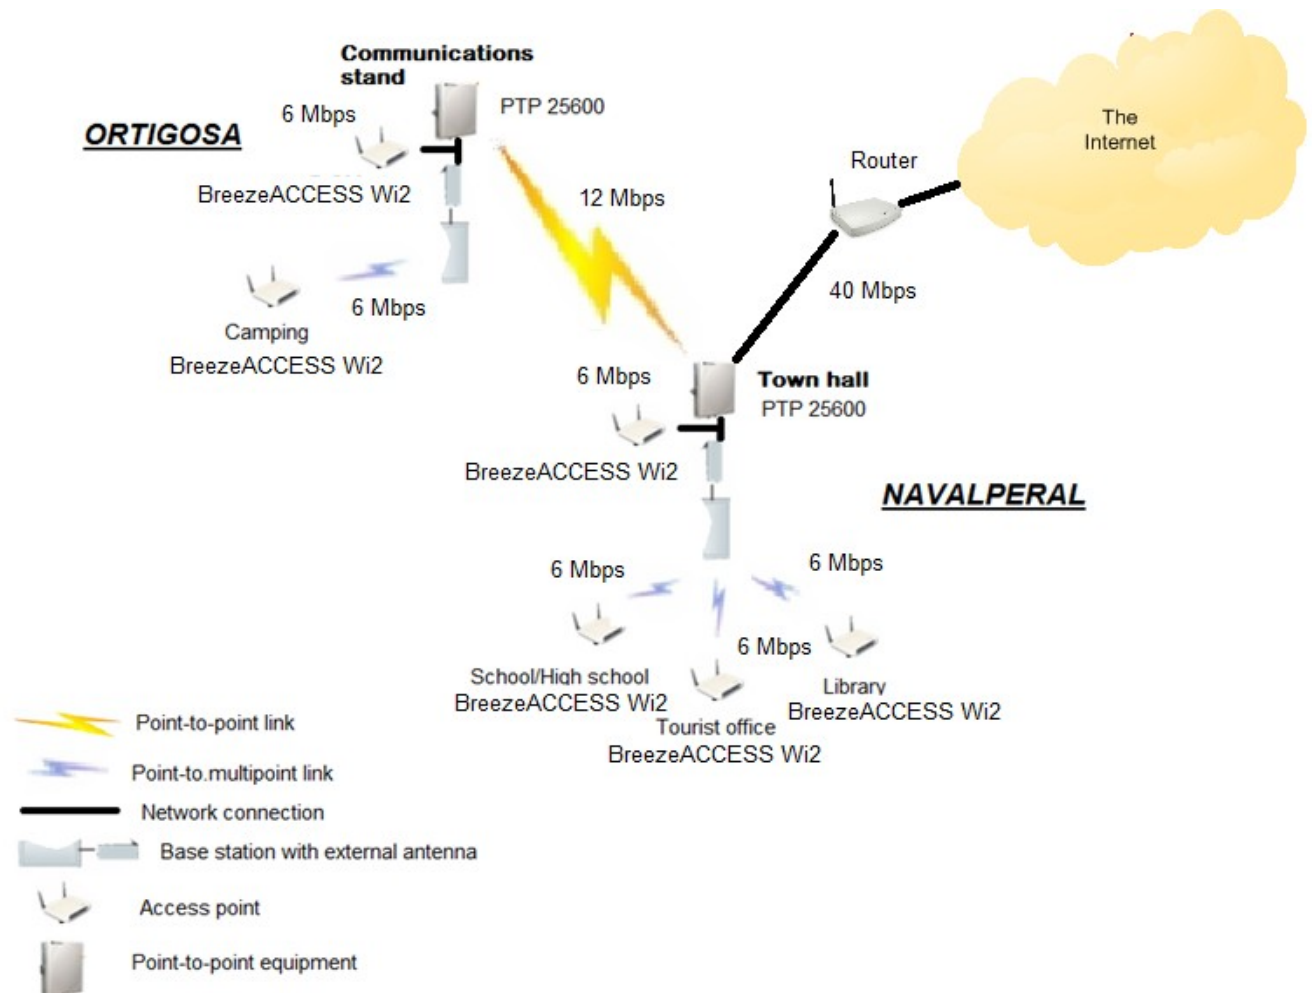 Communications
stand
PTP 25600
6 Mbps
ORTIGOSA
BreezeACCESS Wi2
12 Mbps
Router
The
Internet
40 Mbps
6 Mbps
Camping
BreezeACCESS Wi2
6 Mbps
Town hall
PTP 25600
BreezeACCESS Wi2
NAVALPERAL
6 Mbps
6 Mbps
6 Mbps
School/High school
BreezeACCESS Wi2
Tourist office
BreezeACCESS Wi2
Library
BreezeACCESS Wi2
Point-to-point link
Point-to.multipoint link
Network connection
Base station with external antenna
Access point
Point-to-point equipment